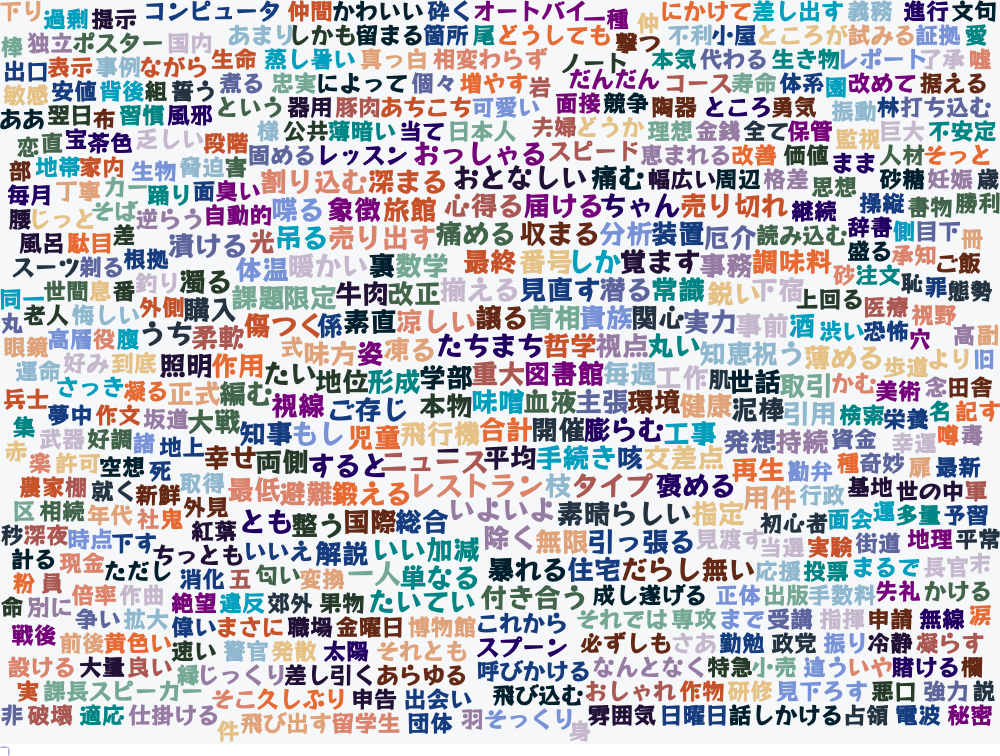 下り 過剰 提示 コンピュータ 仲間 かわいい 砕く オートバイ 一種 仲 にかけて 差し出す 義務 進行 文句
棒 独立 ポスター 国内 あまり しかも 留まる 箇所 尾 どうしても 撃つ 不利 小屋 ところが 試みる 証拠 愛
出口 表示 事例 ながら 生命 蒸し暑い 真っ白 相変わらず ノート 本気 代わる 生き物 レポート 了承 嘘
敏感 安値 背後 組 誓う 煮る 忠実 によって 個々 増やす 岩 だんだん コース 寿命 体系 園 改めて 据える
ああ 翌日 布 習慣 風邪 という 器用 豚肉 あちこち 可愛い 面接 競争 陶器 ところ 勇気 振動 林 打ち込む
恋 直 宝 茶色 乏しい 段階 様 公共 薄暗い 当て 日本人 夫婦 どうか 理想 金銭 全て 保管 監視 巨大 不安定
部 地帯 家内 生物 脅迫 害 固める レッスン おっしゃる スピード 恵まれる 改善 価値 まま 人材 そっと
毎月 丁寧 カー 踊り 面 臭い 割り込む 深まる おとなしい 痛む 幅広い 周辺 格差 思想 砂糖 妊娠 歳
腰 じっと そば 逆らう 自動的 喋る 象徴 旅館 心得る 届ける ちゃん 売り切れ 継続 操縦 書物 勝利
風呂 駄目 差 漬ける 光 吊る 売り出す 痛める 収まる 分析 装置 厄介 読み込む 辞書 側 目下 冊
スーツ 剃る 根拠 釣り 濁る 体温 暖かい 裏 数学 最終 番号 しか 覚ます 事務 調味料 盛る 承知 ご飯
同一 世間 息 番 外側 購入 課題 限定 牛肉 改正 揃える 見直す 潜る 常識 鋭い 下宿 砂 注文 上回る 恥 罪 態勢
丸 老人 悔しい 役 腹 うち 柔軟 傷つく 係 素直 涼しい 譲る 首相 貴族 関心 実力 事前 酒 渋い 恐怖 医療 視野 穴
眼鏡 高層 式 味方 姿 凍る たちまち 哲学 視点 丸い 知恵 祝う 薄める 歩道 より 高 副 旧
運命 好み 到底 照明 作用 たい 地位 形成 学部 重大 図書館 毎週 工作 肌 世話 取引 かむ 美術 念 田舎
兵士 さっき 凝る 正式 編む 視線 ご存じ 本物 味噌 血液 主張 環境 健康 泥棒 引用 検索 栄養 名 記す
集 夢中 作文 坂道 大戦 知事 もし 児童 飛行機 合計 開催 膨らむ 工事 発想 持続 資金 幸運 噂 毒
赤 武器 好調 諸 地上 幸せ 両側 すると ニュース 平均 手続き 咳 交差点 再生 勘弁 種 奇妙 扉 最新
楽 許可 空想 死 農家 棚 就く 新鮮 取得 最低 避難 鍛える レストラン 枝 タイプ 褒める 用件 行政 基地 世の中 軍
区 相続 年代 社 鬼 外見 紅葉 とも 整う 国際 総合 いよいよ 素晴らしい 指定 初心者 面会 運 多量 予習
秒 深夜 時点 下す ちっとも いいえ 解説 いい加減 除く 無限 引っ張る 見渡す 当選 実験 街道 地理 平常
計る 現金 ただし 消化 五 匂い 変換 一人 単なる 暴れる 住宅 だらし無い 応援 投票 まるで 長官 末
粉 員 倍率 作曲 絶望 違反 郊外 男物 たいてい 付き合う 成し遂げる 正体 出版 手数料 失礼 かける
命 別に 争い 拡大 偉い まさに 職場 金曜日 博物館 これから それでは 専攻 まで 受講 指揮 申請 無線 涙
戦後 前後 黄色い 速い 警官 発散 太陽 それとも スプーン 必ずしも さあ 勤勉 政党 振り 冷静 凝らす
設ける 大量 良い 緑 じっくり 差し引く あらゆる 呼びかける なんとなく 特急 小売 違う いや 賭ける 欄
実 課長 スピーカー そこ 久しぶり 申告 出会い 飛び込む おしゃれ 作物 研修 見下ろす 悪口 強力 説
非 破壊 適応 仕掛ける 件 飛び出す 留学生 団体 羽 そっくり 身 雰囲気 日曜日 話しかける 占領 電波 秘密